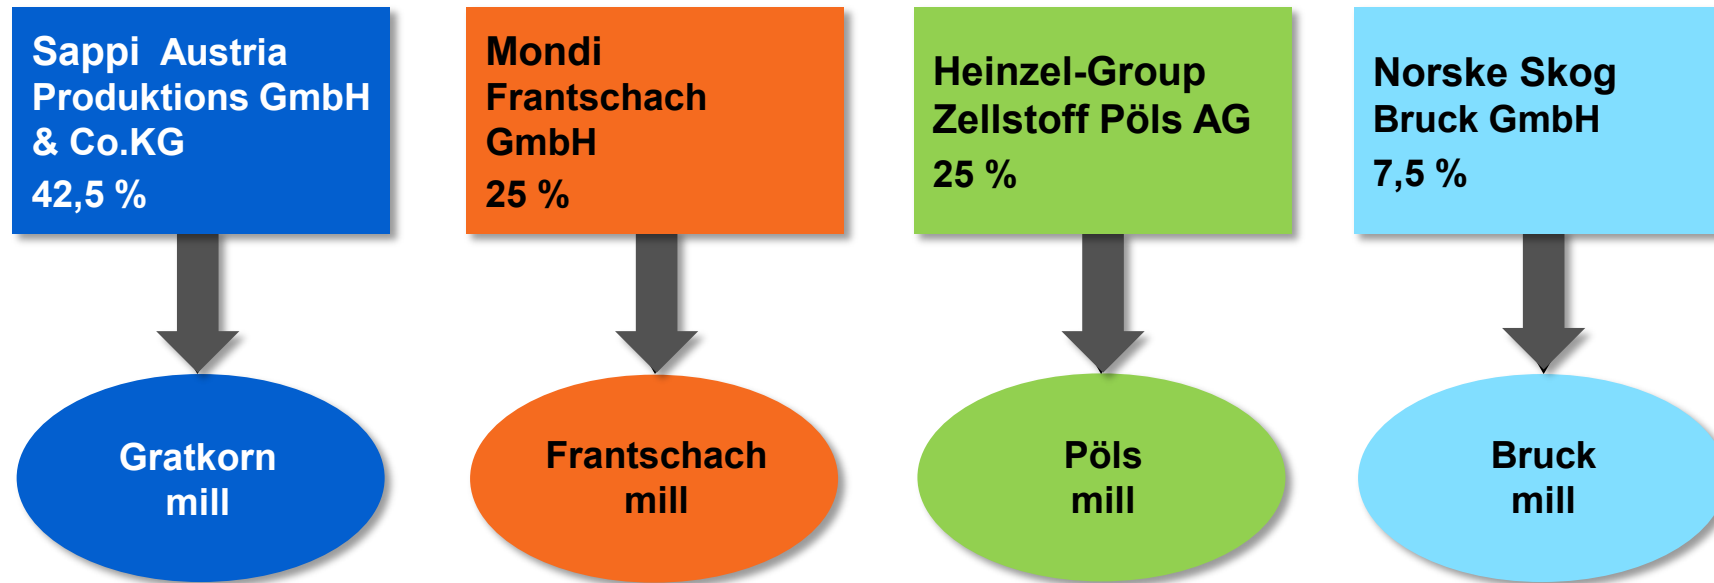 Sappi Austria
Produktions GmbH
& Co.KG
42,5 %
Mondi
Frantschach
GmbH
25 %
Heinzel-Group
Zellstoff Pöls AG
25 %
Norske Skog
Bruck GmbH
7,5 %
Gratkorn
mill
Frantschach
mill
Pöls
mill
Bruck
mill